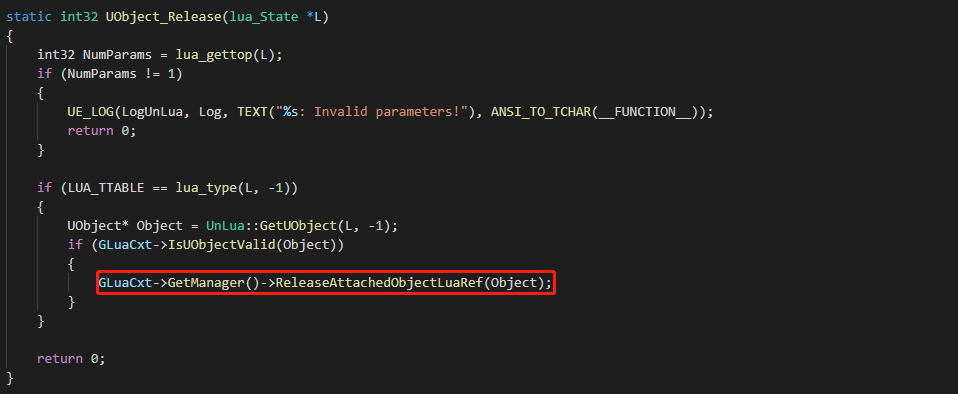 static int32 UObject_Release(lua_State *L)
{
    int32 NumParams = lua_gettop(L);
    if (NumParams != 1)
    {
        UE_LOG(LogUnLua, Log, TEXT("%s: Invalid parameters!"), ANSI_TO_TCHAR(__FUNCTION__));
        return 0;
    }

    if (LUA_TTABLE == lua_type(L, -1))
    {
        UObject* Object = UnLua::GetUObject(L, -1);
        if (GLuaCxt->IsUObjectValid(Object))
        {
            GLuaCxt->GetManager()->ReleaseAttachedObjectLuaRef(Object);
        }
    }

    return 0;
}